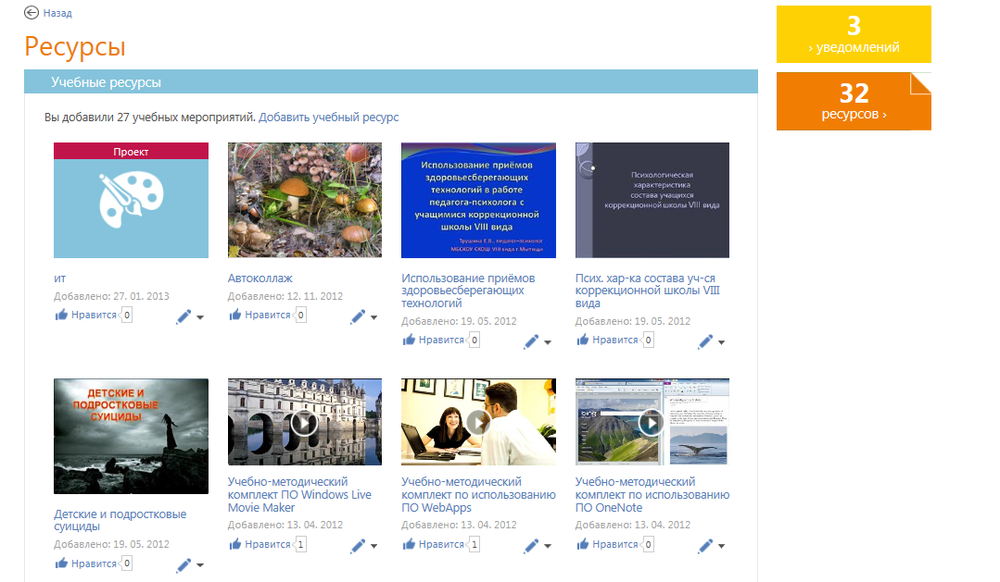 Назад
Ресурсы
3
› уведомлений
32
ресурсов ›
Учебные ресурсы
Вы добавили 27 учебных мероприятий. Добавить учебный ресурс
Проект
ит
Добавлено: 27. 01. 2013
Нравится 0
Автоколлаж
Добавлено: 12. 11. 2012
Нравится 0
Использование приёмов
здоровьесберегающих
технологий в работе
педагога-психолога с
учащимися коррекционной
школы VIII вида
Трушина Е.В., педагог-психолог
МБСКОУ СКОШ VIII вида г. Мытищи
Использование приёмов
здоровьесберегающих
технологий
Добавлено: 19. 05. 2012
Нравится 0
Психологическая
характеристика
состава учащихся
коррекционной школы VIII вида
Псих. хар-ка состава уч-ся
коррекционной школы VIII
вида
Добавлено: 19. 05. 2012
Нравится 0
ДЕТСКИЕ И
ПОДРОСТКОВЫЕ
СУИЦИДЫ
Детские и подростковые
суициды
Добавлено: 19. 05. 2012
Нравится 0
Учебно-методический
комплект ПО Windows Live
Movie Maker
Добавлено: 13. 04. 2012
Нравится 1
Учебно-методический
комплект по использованию
ПО WebApps
Добавлено: 13. 04. 2012
Нравится 1
bing
Учебно-методический
комплект по использованию
ПО OneNote
Добавлено: 13. 04. 2012
Нравится 0